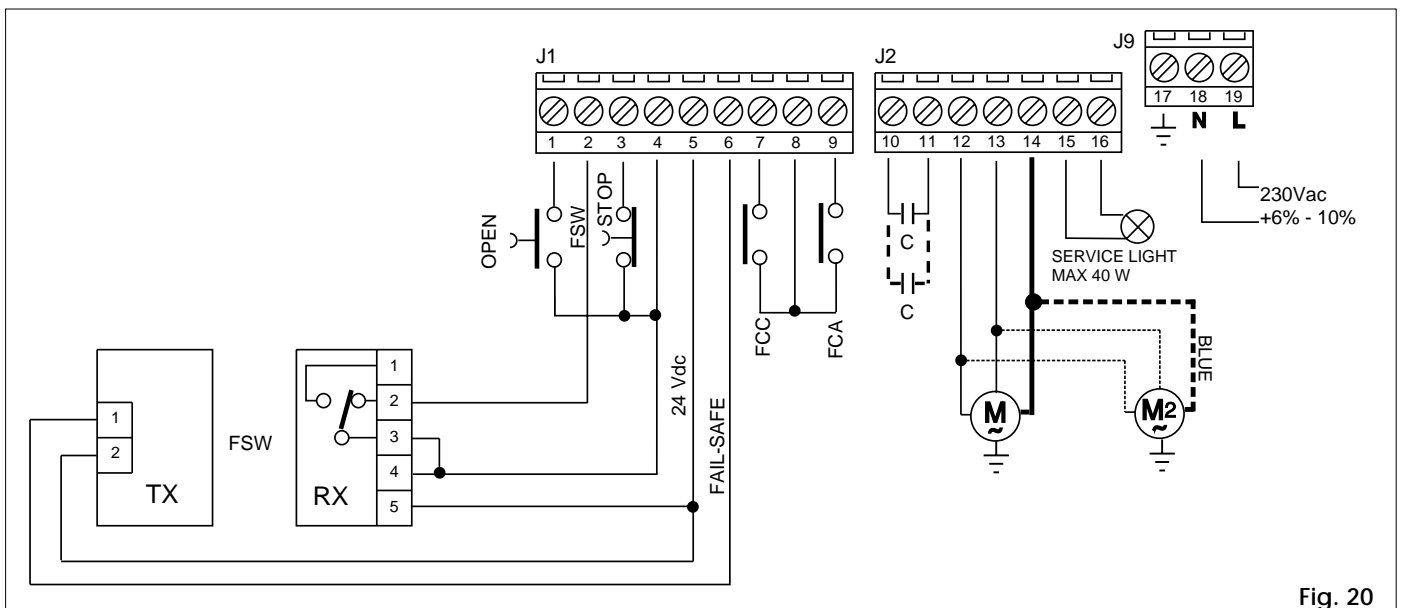 J1
J2
J9
1 2 3 4 5 6 7 8 9
10 11 12 13 14 15 16
17 18 19
N L
230Vac
+6% - 10%
OPEN
FSW
STOP
FCC
FCA
C
C
SERVICE LIGHT
MAX 40 W
BLUE
24 Vdc
FAIL-SAFE
M
~
M2
~
1
2
TX
FSW
RX
1
2
3
4
5
Fig. 20